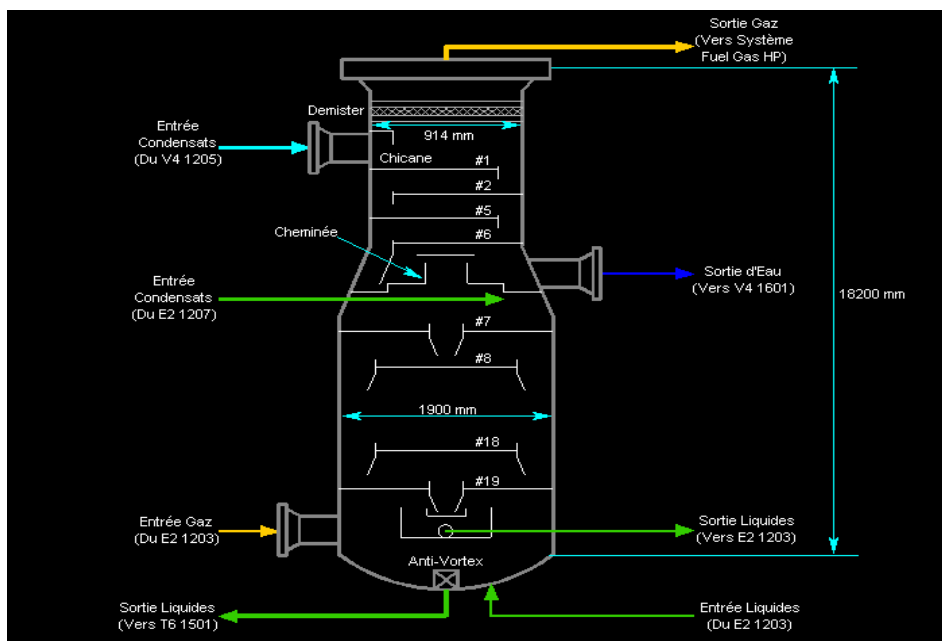 Sortie Gaz
(Vers Système
Fuel Gas HP)
Demister
914 mm
Entrée
Condensats
(Du V4 1205)
Chicane
#1
#2
#5
#6
Cheminée
Entrée
Condensats
(Du E2 1207)
Sortie d'Eau
(Vers V4 1601)
18200 mm
#7
#8
1900 mm
#18
#19
Entrée Gaz
(Du E2 1203)
Sortie Liquides
(Vers E2 1203)
Anti-Vortex
Sortie Liquides
(Vers T6 1501)
Entrée Liquides
(Du E2 1203)